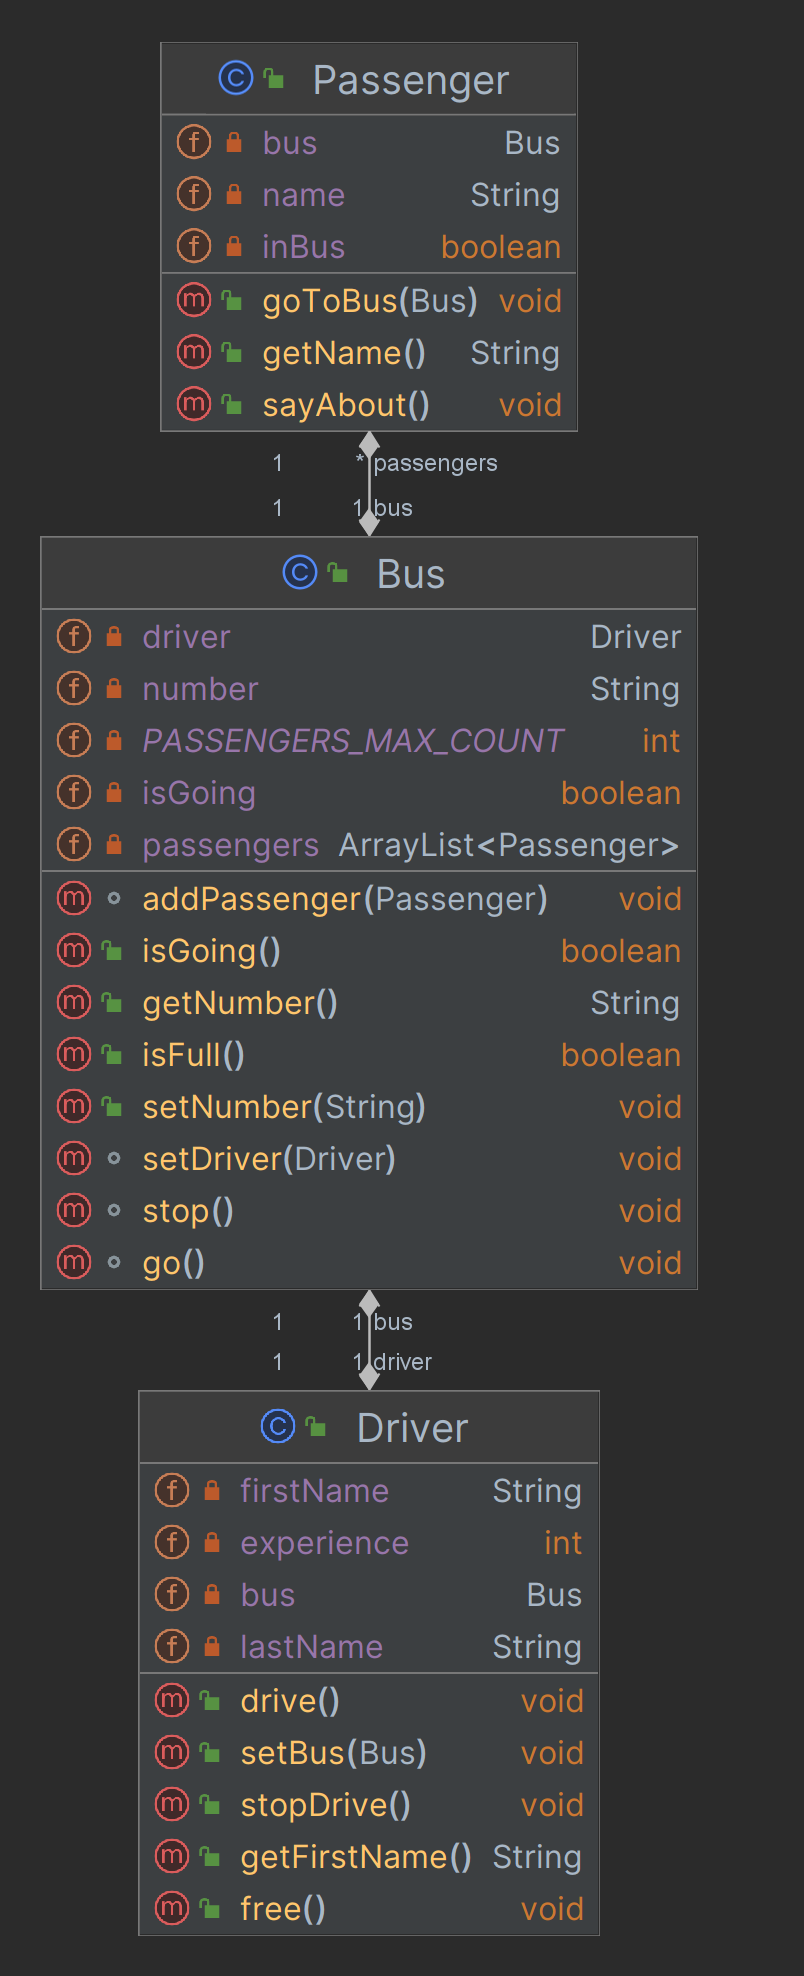 C Passenger
f bus Bus
f name String
f inBus boolean
m goToBus(Bus) void
m getName() String
m sayAbout() void
1 * passengers
1 1 bus
C Bus
f driver Driver
f number String
f PASSENGERS_MAX_COUNT int
f isGoing boolean
f passengers ArrayList<Passenger>
m addPassenger(Passenger) void
m isGoing() boolean
m getNumber() String
m isFull() boolean
m setNumber(String) void
m setDriver(Driver) void
m stop() void
m go() void
1 1 bus
1 1 driver
C Driver
f firstName String
f experience int
f bus Bus
f lastName String
m drive() void
m setBus(Bus) void
m stopDrive() void
m getFirstName() String
m free() void